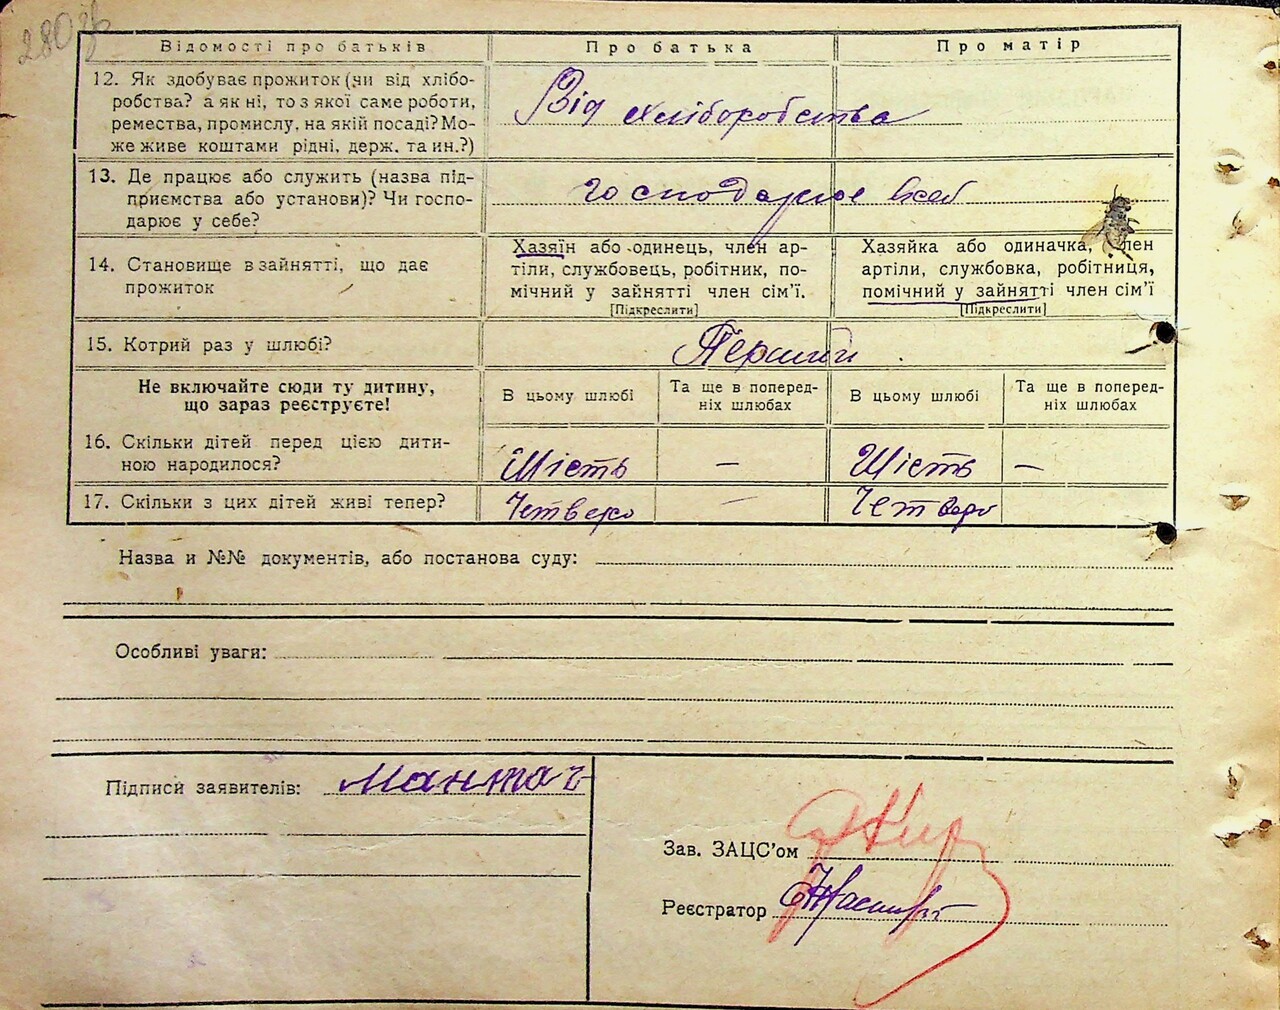 280 зв
Відомості про батьків
Про батька
Про матір
12. Як здобуває прожиток (чи від хлібо-
робства? а як ні, то з якої саме роботи,
ремества, промислу, на якій посаді? Мо-
же живе коштами рідні, держ. та ин.?)
Від хліборобства
13. Де працює або служить (назва під-
приємства або установи)? Чи госпо-
дарює у себе?
господарює
14. Становище в зайнятті, що дає
прожиток
Хазяїн або одинець, член ар-
тіли, службовець, робітник, по-
мічний у зайнятті член сім’ї.
[Підкреслити]
Хазяйка або одиначка, член
артіли, службовка, робітниця,
помічний у зайнятті член сім’ї
[Підкреслити]
15. Котрий раз у шлюбі?
Перший
Не включайте сюди ту дитину,
що зараз реєструєте!
В цьому шлюбі
Та ще в поперед-
ніх шлюбах
В цьому шлюбі
Та ще в поперед-
ніх шлюбах
16. Скільки дітей перед цією дити-
ною народилося?
Шість
—
Шість
—
17. Скільки з цих дітей живі тепер?
Четверо
—
Четверо
Назва и №№ документів, або постанова суду:
Особливі уваги:
Підписи заявителів: Мантач
Зав. ЗАЦС’ом
Реєстратор